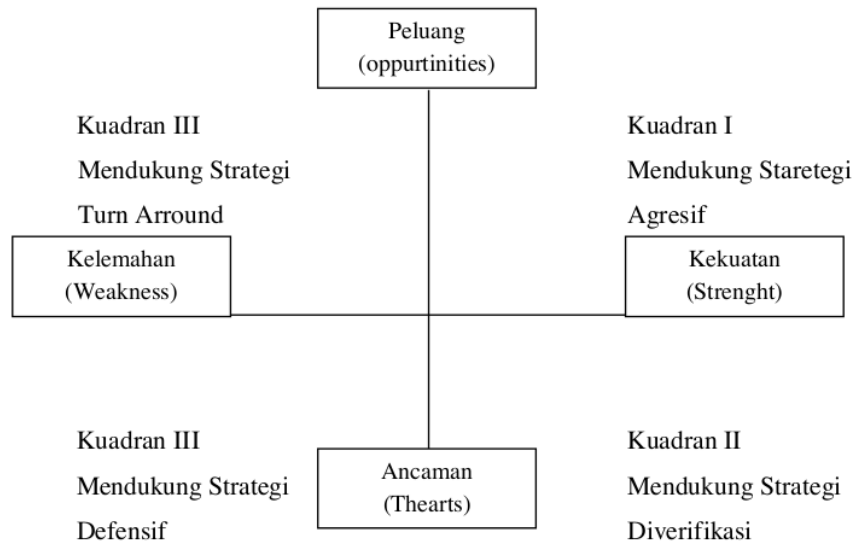 Peluang
(oppurtinities)
Kuadran III
Mendukung Strategi
Turn Arround
Kuadran I
Mendukung Staretegi
Agresif
Kelemahan
(Weakness)
Kekuatan
(Strenght)
Kuadran III
Mendukung Strategi
Defensif
Ancaman
(Thearts)
Kuadran II
Mendukung Strategi
Diverifikasi